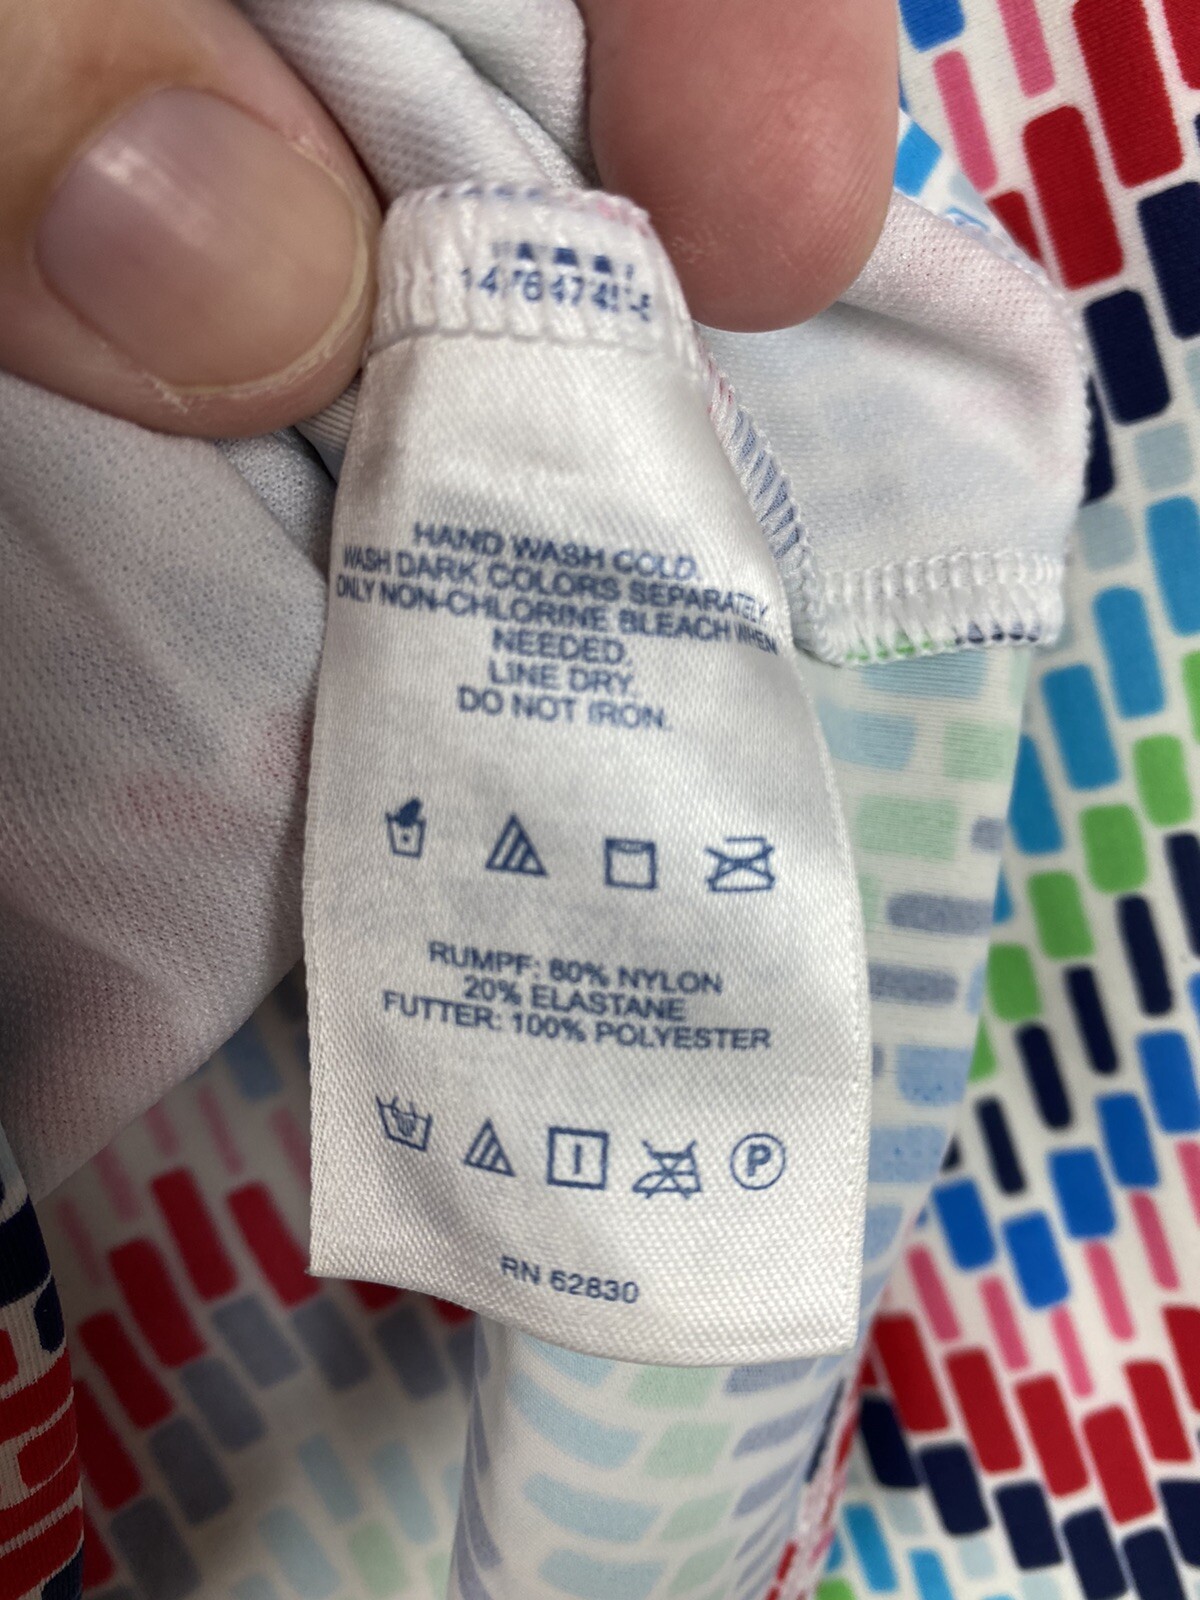 HAND WASH COLD.
WASH DARK COLORS SEPARATELY.
ONLY NON-CHLORINE BLEACH WHEN
NEEDED.
LINE DRY.
DO NOT IRON.
RUMPF: 80% NYLON
20% ELASTANE
FUTTER: 100% POLYESTER
P
RN 62830